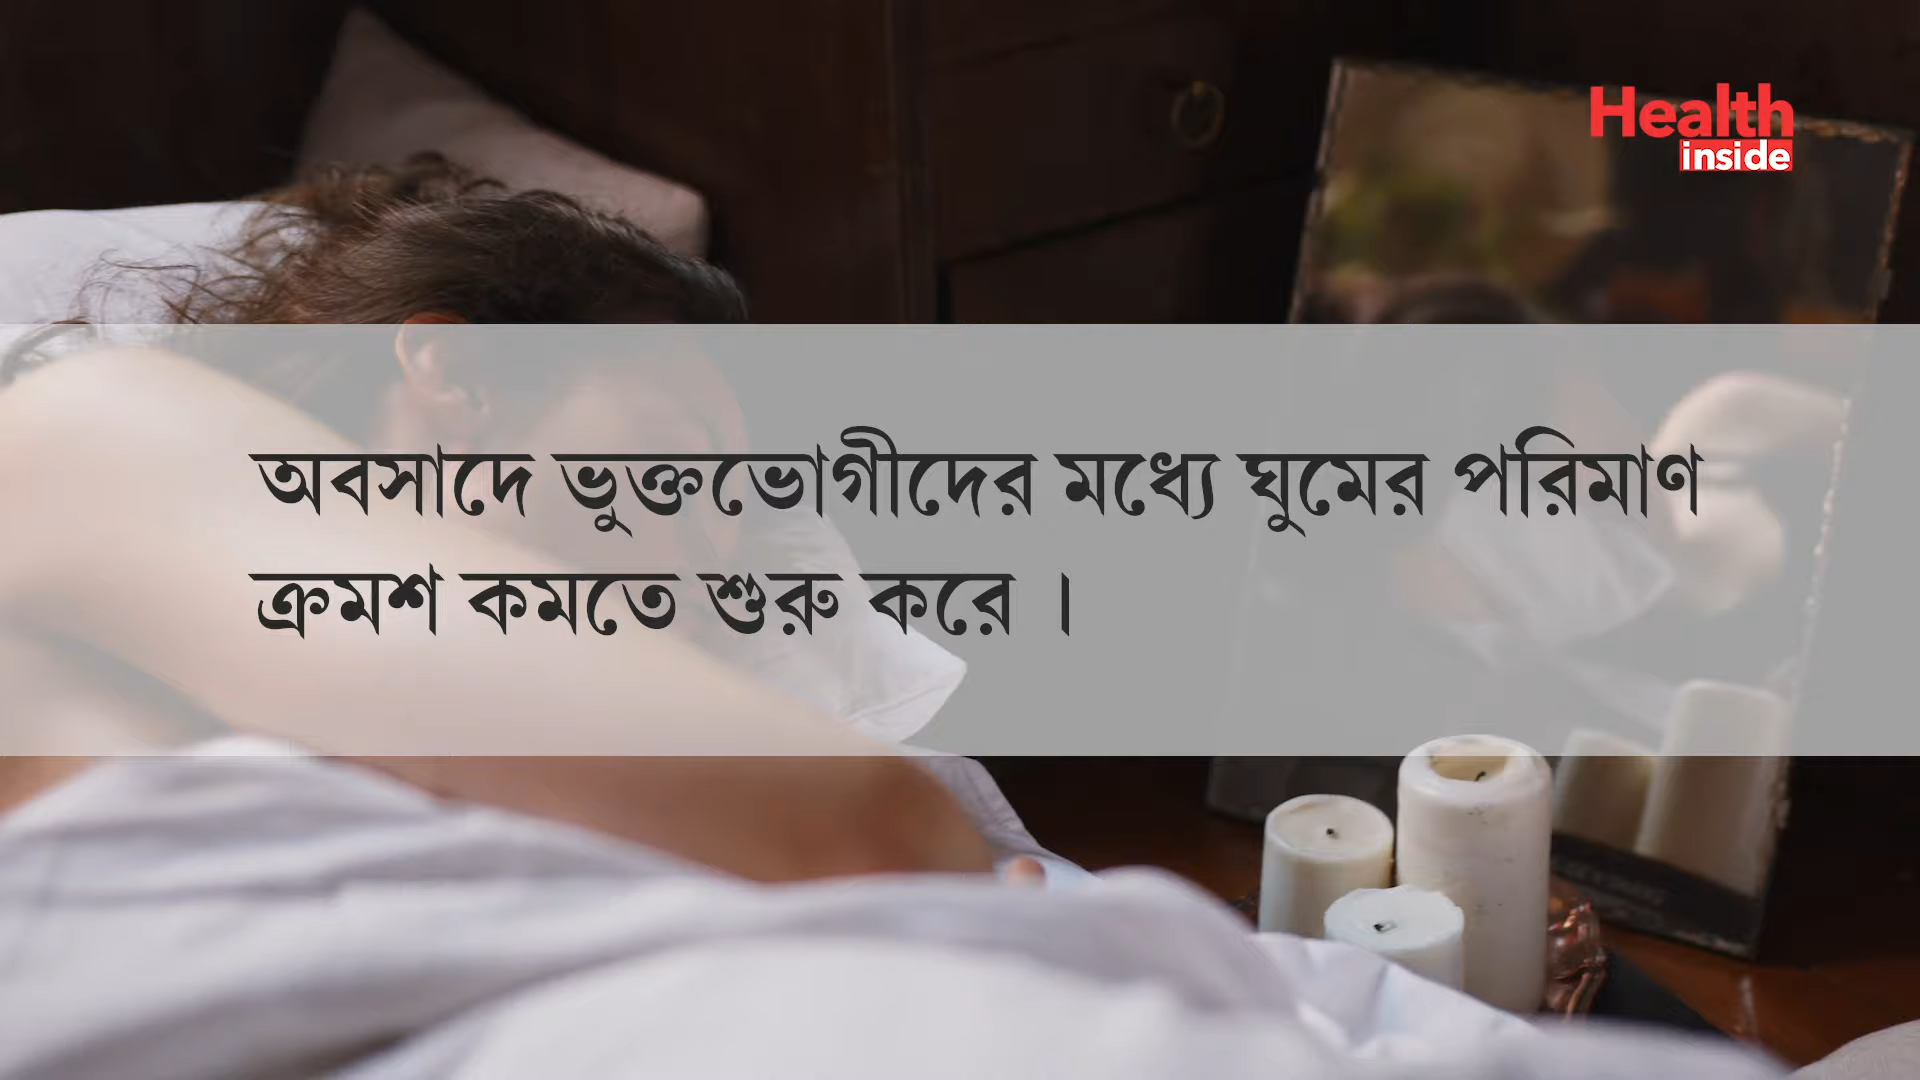 Health
inside
অবসাদে ভুক্তভোগীদের মধ্যে ঘুমের পরিমাণ
ক্রমশ কমতে শুরু করে ।